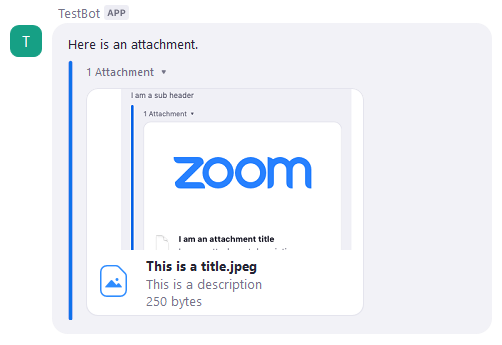 TestBot APP
T
Here is an attachment.
1 Attachment
I am a sub header
1 Attachment
zoom
I am an attachment title
This is a title.jpeg
This is a description
250 bytes